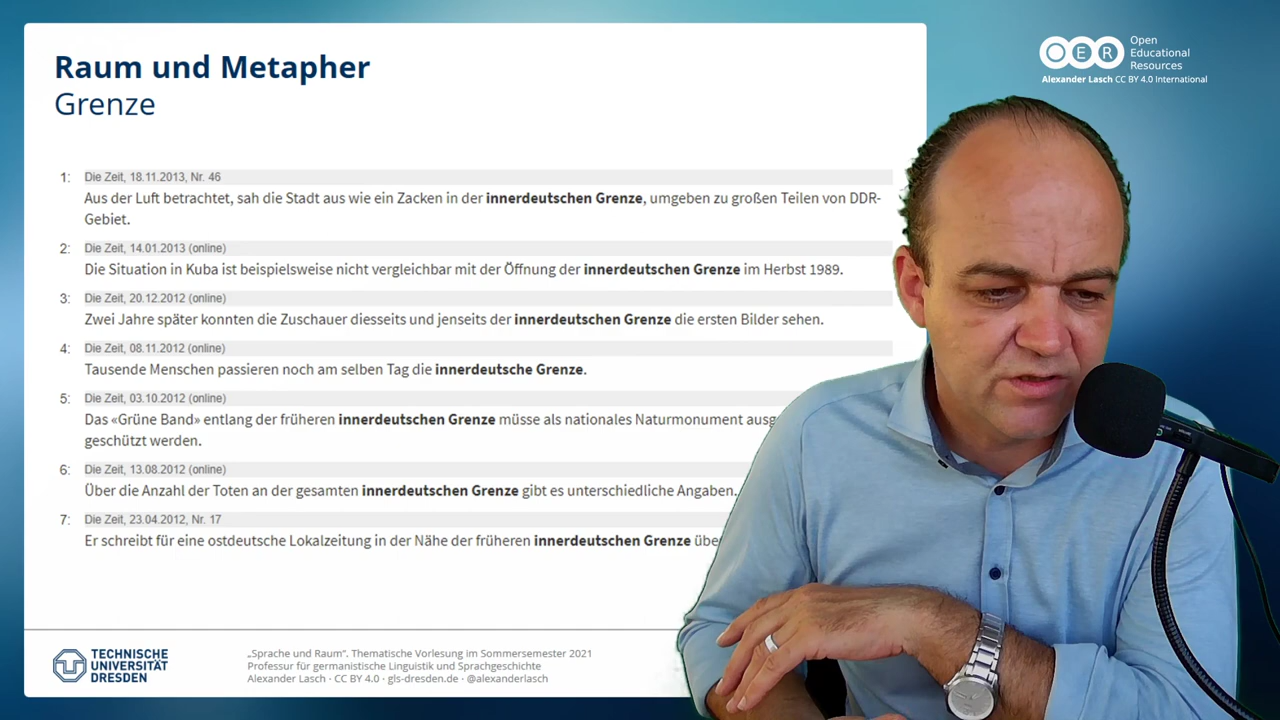 Raum und Metapher
Grenze
OER
Open
Educational
Resources
Alexander Lasch CC BY 4.0 International
1: Die Zeit, 18.11.2013, Nr. 46
Aus der Luft betrachtet, sah die Stadt aus wie ein Zacken in der innerdeutschen Grenze, umgeben zu großen Teilen von DDR-
Gebiet.
2: Die Zeit, 14.01.2013 (online)
Die Situation in Kuba ist beispielsweise nicht vergleichbar mit der Öffnung der innerdeutschen Grenze im Herbst 1989.
3: Die Zeit, 20.12.2012 (online)
Zwei Jahre später konnten die Zuschauer diesseits und jenseits der innerdeutschen Grenze die ersten Bilder sehen.
4: Die Zeit, 08.11.2012 (online)
Tausende Menschen passieren noch am selben Tag die innerdeutsche Grenze.
5: Die Zeit, 03.10.2012 (online)
Das «Grüne Band» entlang der früheren innerdeutschen Grenze müsse als nationales Naturmonument
geschützt werden.
6: Die Zeit, 13.08.2012 (online)
Über die Anzahl der Toten an der gesamten innerdeutschen Grenze gibt es unterschiedliche Angaben.
7: Die Zeit, 23.04.2012, Nr. 17
Er schreibt für eine ostdeutsche Lokalzeitung in der Nähe der früheren innerdeutschen Grenze
TECHNISCHE
UNIVERSITÄT
DRESDEN
„Sprache und Raum“. Thematische Vorlesung im Sommersemester 2021
Professur für germanistische Linguistik und Sprachgeschichte
Alexander Lasch · CC BY 4.0 · gls-dresden.de · @alexanderlasch